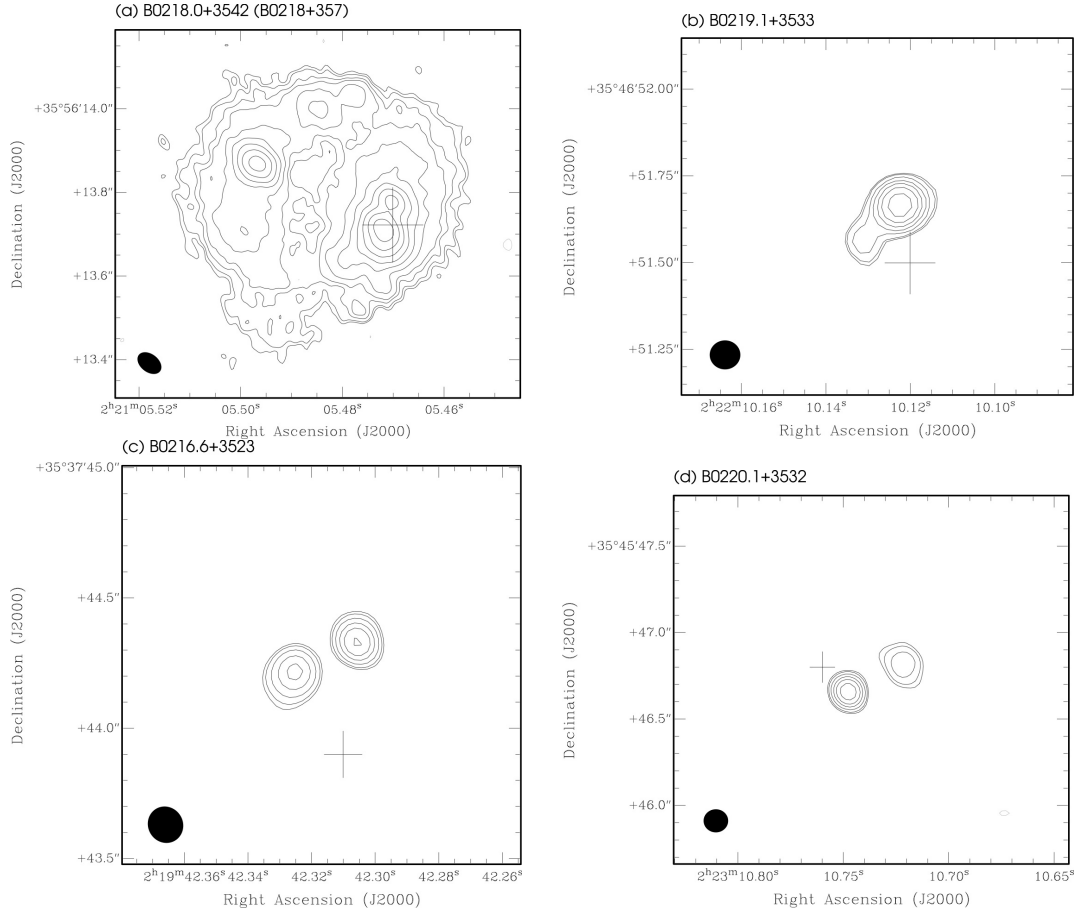 (a) B0218.0+3542 (B0218+357)
Declination (J2000)
+35°56′14.0″
+13.8″
+13.6″
+13.4″
2ʰ21ᵐ05.52ˢ 05.50ˢ 05.48ˢ 05.46ˢ
Right Ascension (J2000)
(b) B0219.1+3533
Declination (J2000)
+35°46′52.00″
+51.75″
+51.50″
+51.25″
2ʰ22ᵐ10.16ˢ 10.14ˢ 10.12ˢ 10.10ˢ
Right Ascension (J2000)
(c) B0216.6+3523
Declination (J2000)
+35°37′45.0″
+44.5″
+44.0″
+43.5″
2ʰ19ᵐ42.36ˢ 42.34ˢ 42.32ˢ 42.30ˢ 42.28ˢ 42.26ˢ
Right Ascension (J2000)
(d) B0220.1+3532
Declination (J2000)
+35°45′47.5″
+47.0″
+46.5″
+46.0″
2ʰ23ᵐ10.80ˢ 10.75ˢ 10.70ˢ 10.65ˢ
Right Ascension (J2000)